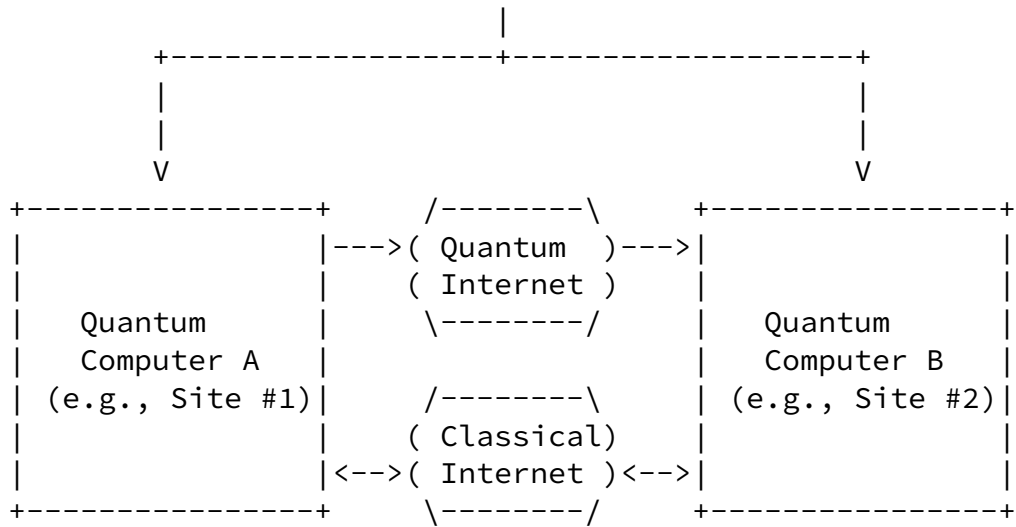 Quantum
Internet
Quantum
Computer A
(e.g., Site #1)
Quantum
Computer B
(e.g., Site #2)
Classical
Internet